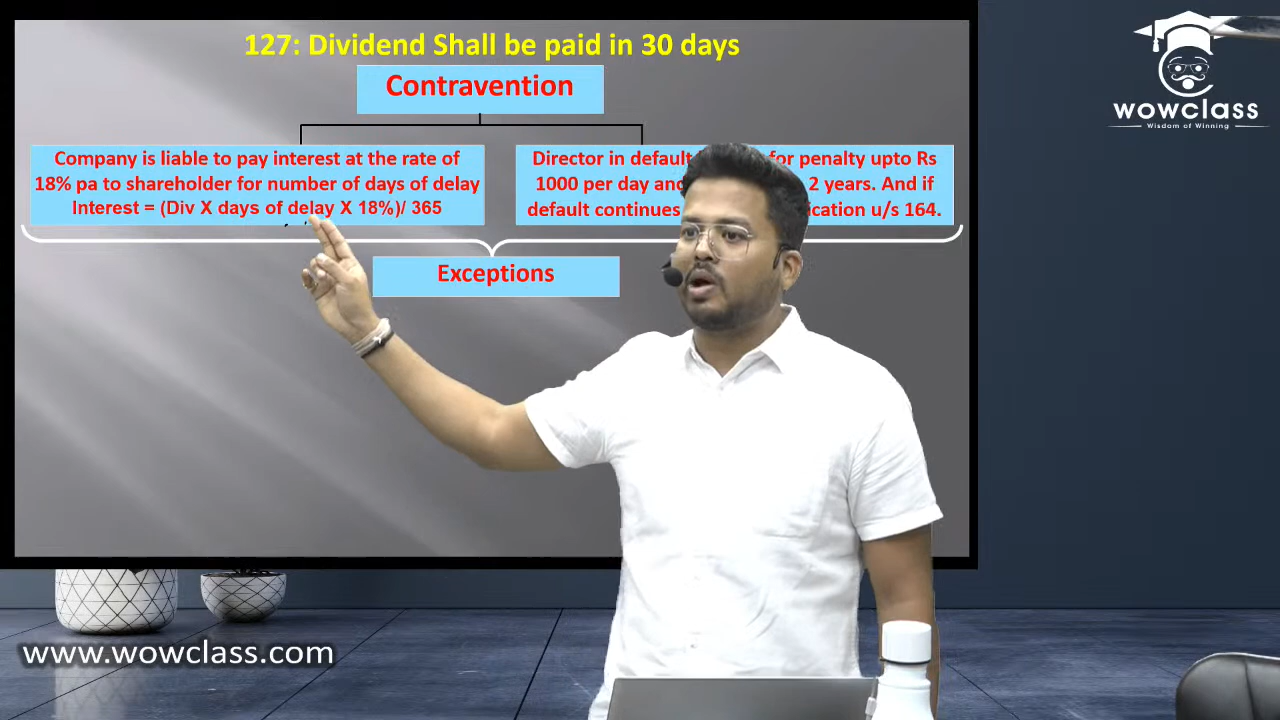 127: Dividend Shall be paid in 30 days
Contravention
Company is liable to pay interest at the rate of
18% pa to shareholder for number of days of delay
Interest = (Div X days of delay X 18%)/ 365
Director in default for penalty upto Rs
1000 per day and 2 years. And if
default continues u/s 164.
Exceptions
wowclass
Wisdom of Winning
www.wowclass.com